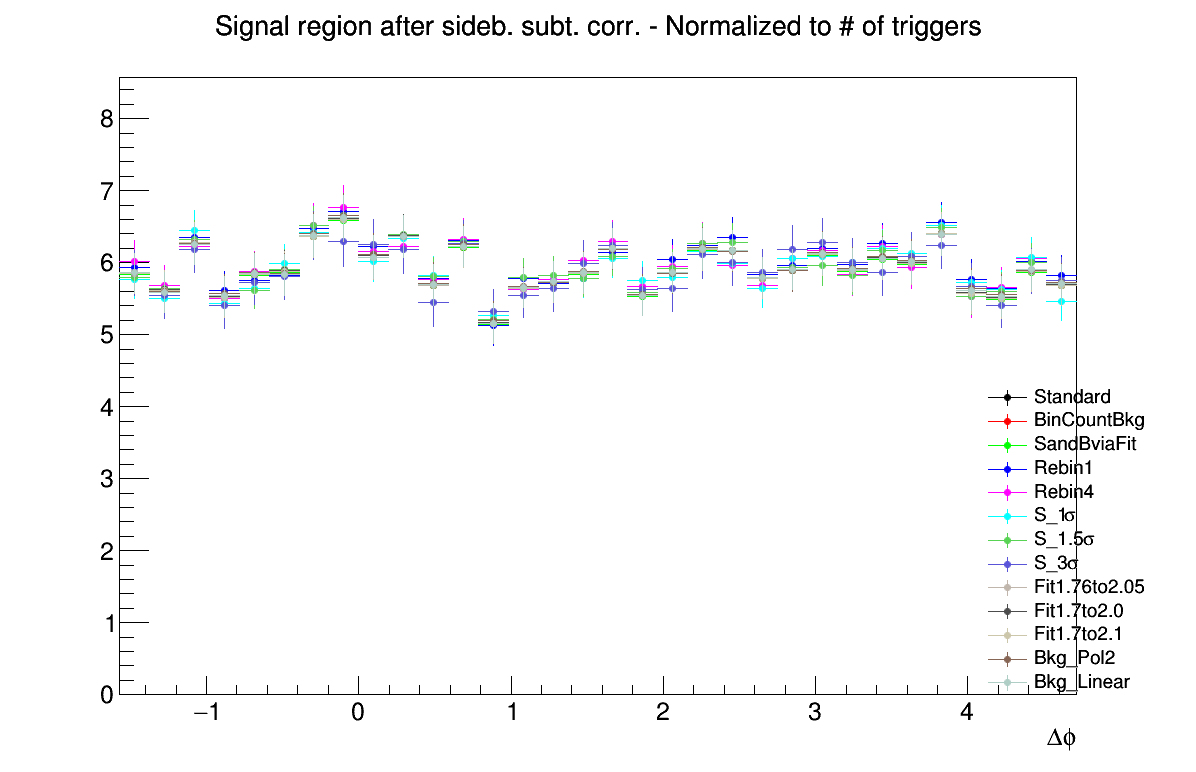 Signal region after sideb. subt. corr. - Normalized to # of triggers
8
7
6
5
4
3
2
1
0
Standard
BinCountBkg
SandBviaFit
Rebin1
Rebin4
S_1σ
S_1.5σ
S_3σ
Fit1.76to2.05
Fit1.7to2.0
Fit1.7to2.1
Bkg_Pol2
Bkg_Linear
−1 0 1 2 3 4
Δϕ